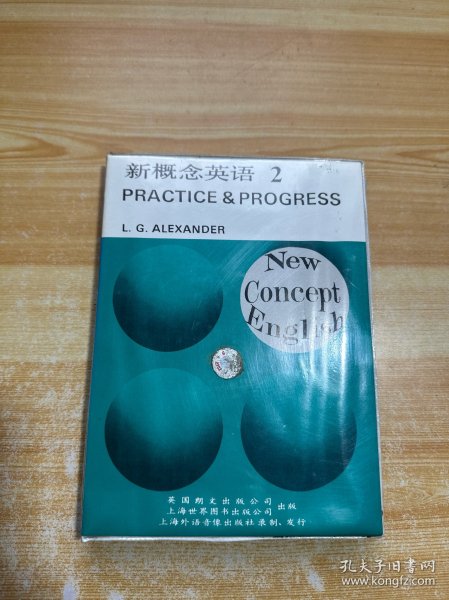 新概念英语 2
PRACTICE & PROGRESS
L. G. ALEXANDER
New
Concept
English
英国朗文出版公司
上海世界图书出版公司 出版
上海外语音像出版社录制、发行
孔夫子旧书网
www.kongfz.com